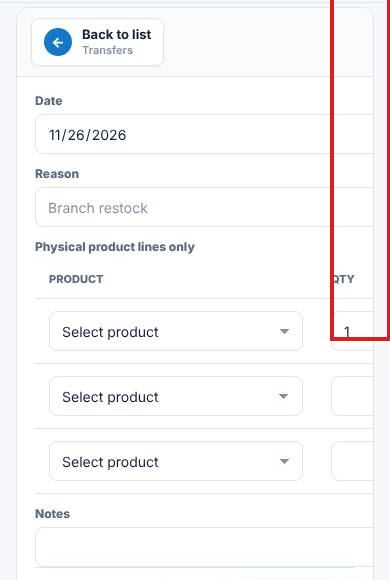 Back to list
Transfers
Date
11/26/2026
Reason
Branch restock
Physical product lines only
PRODUCT QTY
Select product 1
Select product
Select product
Notes